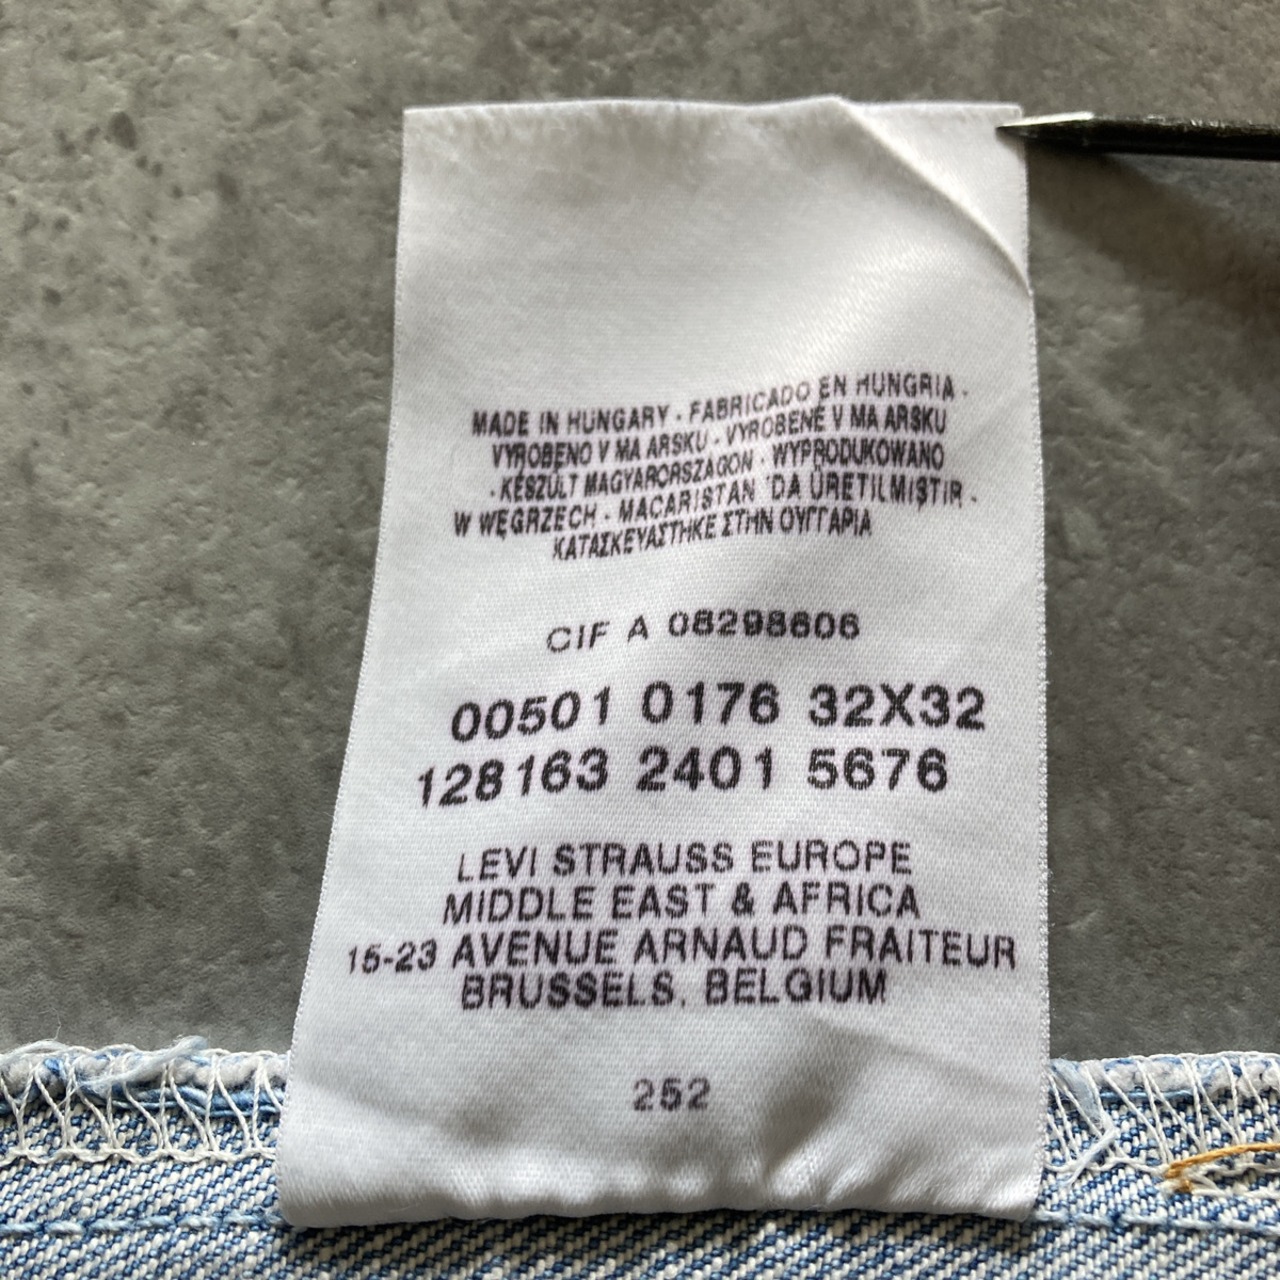 MADE IN HUNGARY - FABRICADO EN HUNGRIA -
VYROBENO V MA ARSKU - VYROBENÉ V MA ARSKU
- KÉSZÜLT MAGYARORSZÁGON - WYPRODUKOWANO
W WĘGRZECH - MACARISTAN 'DA ÜRETILMIŞTIR -
ΚΑΤΑΣΚΕΥΑΣΤΗΚΕ ΣΤΗΝ ΟΥΓΓΑΡΙΑ
CIF A 08298606
00501 0176 32X32
128163 2401 5676
LEVI STRAUSS EUROPE
MIDDLE EAST & AFRICA
15-23 AVENUE ARNAUD FRAITEUR
BRUSSELS, BELGIUM
252